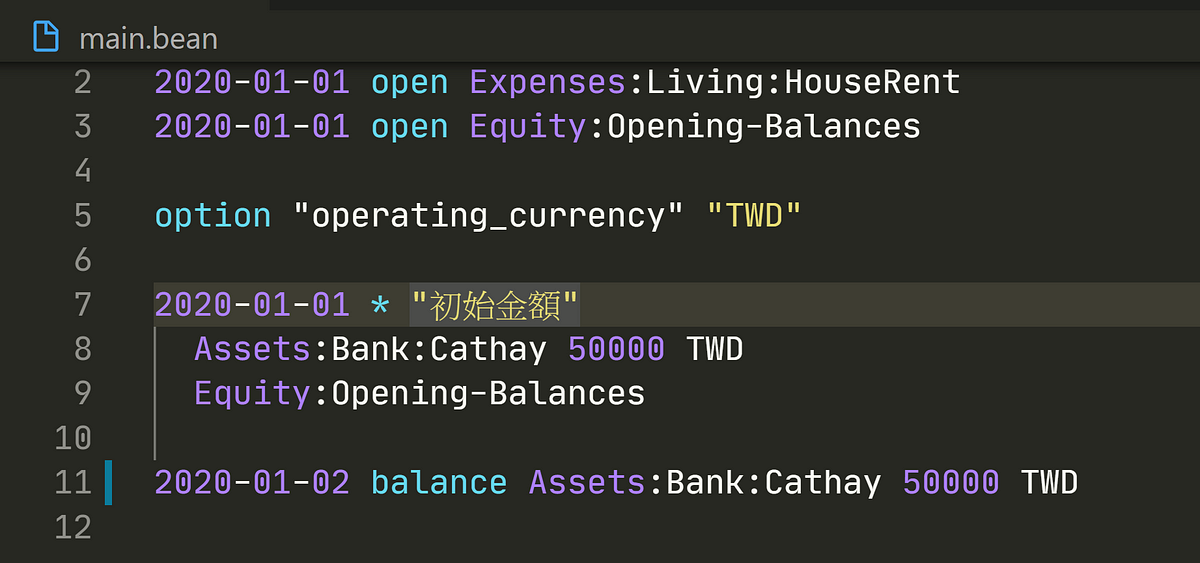 main.bean
2 2020-01-01 open Expenses:Living:HouseRent
3 2020-01-01 open Equity:Opening-Balances
4
5 option "operating_currency" "TWD"
6
7 2020-01-01 * "初始金額"
8 Assets:Bank:Cathay 50000 TWD
9 Equity:Opening-Balances
10
11 2020-01-02 balance Assets:Bank:Cathay 50000 TWD
12